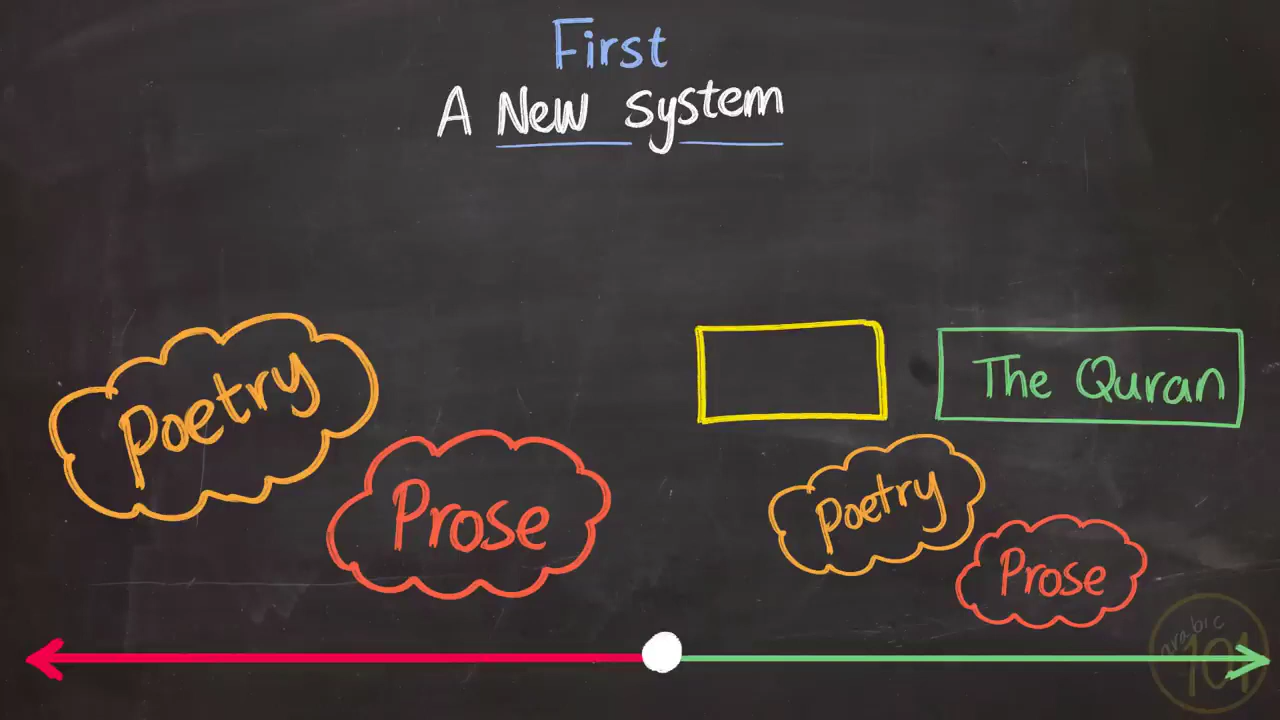 First
A New System
Poetry
Prose
The Quran
Poetry
Prose
arabic
101